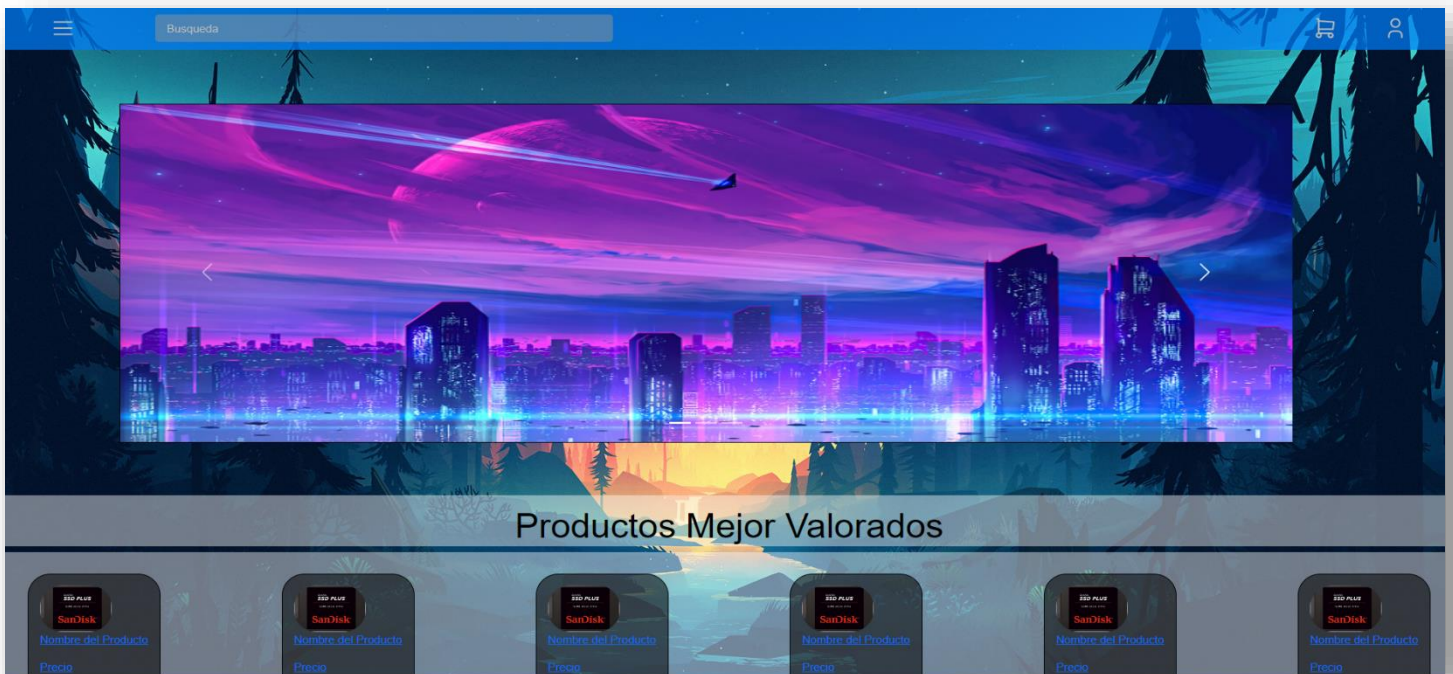 Busqueda
Productos Mejor Valorados
SSD PLUS
SanDisk
Nombre del Producto
Precio
SSD PLUS
SanDisk
Nombre del Producto
Precio
SSD PLUS
SanDisk
Nombre del Producto
Precio
SSD PLUS
SanDisk
Nombre del Producto
Precio
SSD PLUS
SanDisk
Nombre del Producto
Precio
SSD PLUS
SanDisk
Nombre del Producto
Precio